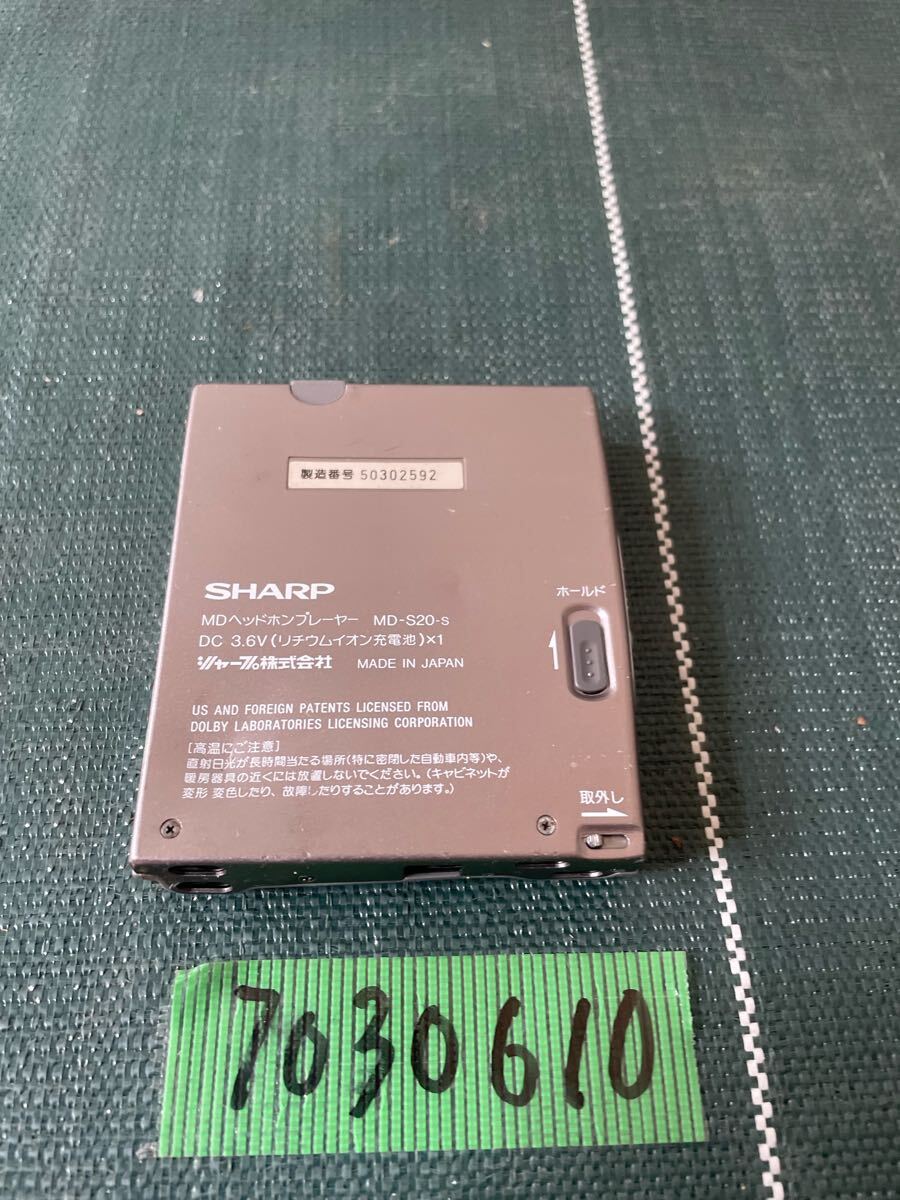 製造番号 50302592
SHARP
ホールド
MDヘッドホンプレーヤー MD-S20-S
DC 3.6V(リチウムイオン充電池)×1
シャープ株式会社 MADE IN JAPAN
US AND FOREIGN PATENTS LICENSED FROM
DOLBY LABORATORIES LICENSING CORPORATION
[高温にご注意]
直射日光が長時間当たる場所(特に密閉した自動車内等)や、
暖房器具の近くには放置しないでください。(キャビネットが
変形 変色したり、故障したりすることがあります。)
取外し
7030610